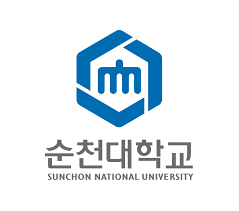 순천대학교
SUNCHON NATIONAL UNIVERSITY